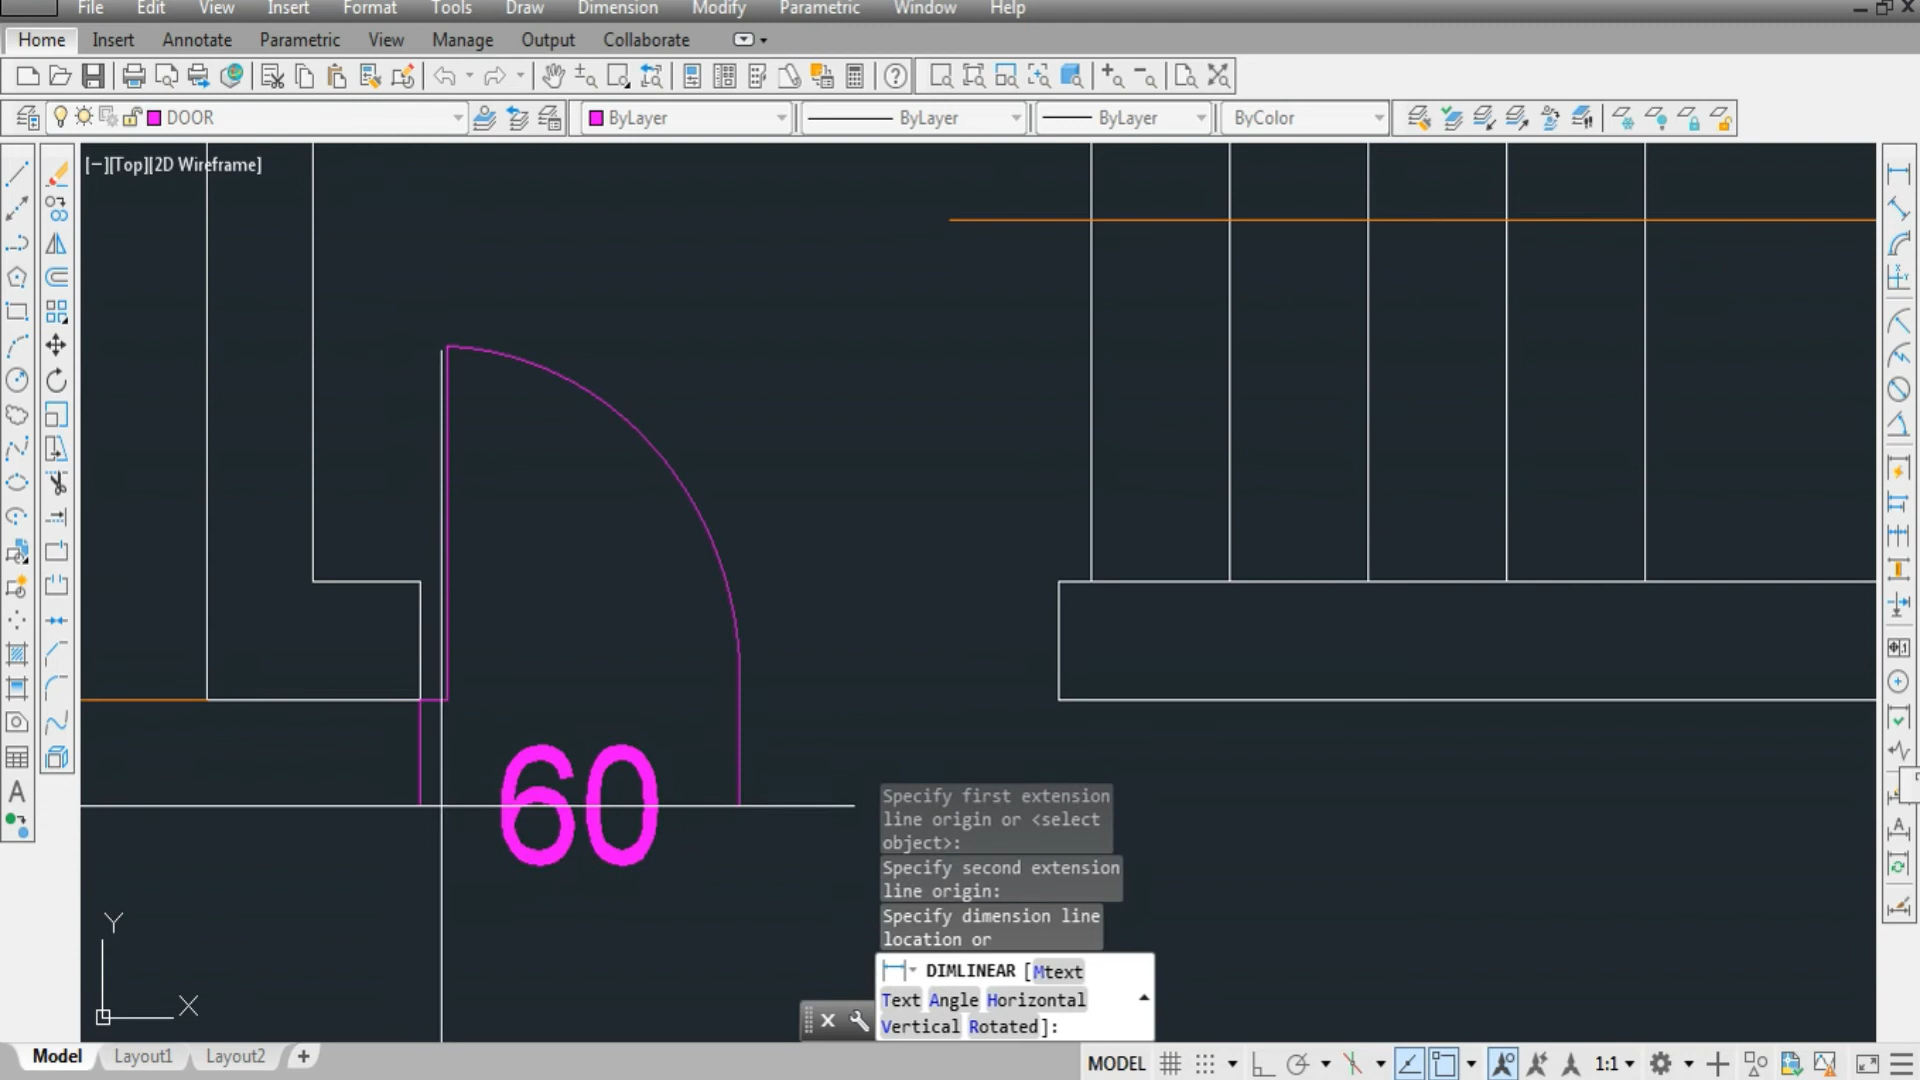 File Edit View Insert Format Tools Draw Dimension Modify Parametric Window Help
Home Insert Annotate Parametric View Manage Output Collaborate
DOOR ByLayer ByLayer ByLayer ByColor
[−][Top][2D Wireframe]
60
Specify first extension
line origin or <select
object>:
Specify second extension
line origin:
Specify dimension line
location or
DIMLINEAR [Mtext
Text Angle Horizontal
Vertical Rotated]:
Y
X
A
Model Layout1 Layout2 +
MODEL 1:1